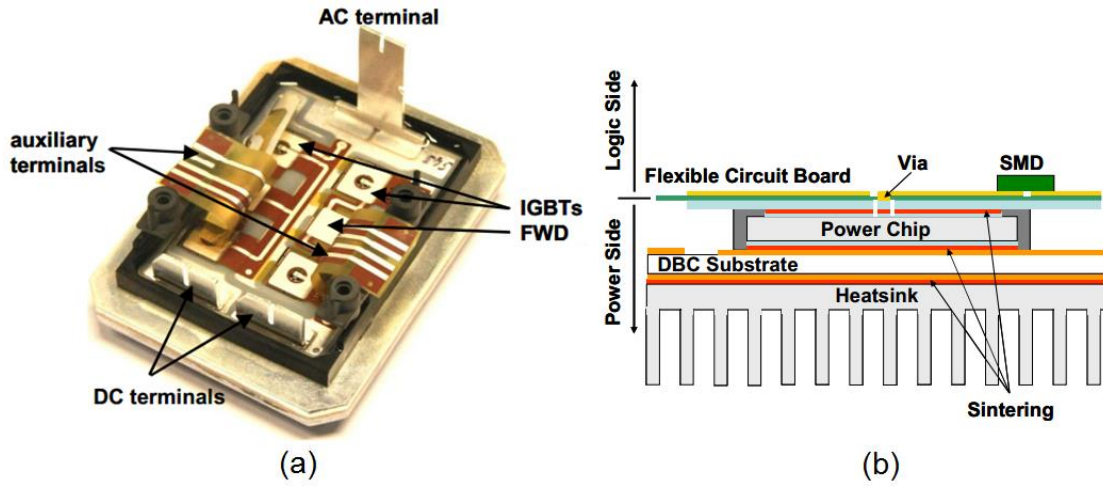 AC terminal
auxiliary
terminals
IGBTs
FWD
DC terminals
(a)
Logic Side
Power Side
Flexible Circuit Board
Via
SMD
Power Chip
DBC Substrate
Heatsink
Sintering
(b)